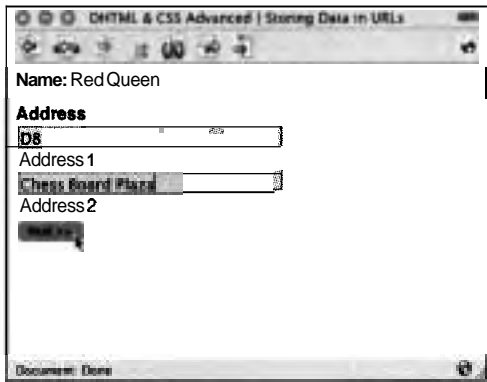 DHTML & CSS Advanced | Storing Data in URLs
Name: Red Queen
Address
D8
Address 1
Chess Board Plaza
Address 2
Document: Done